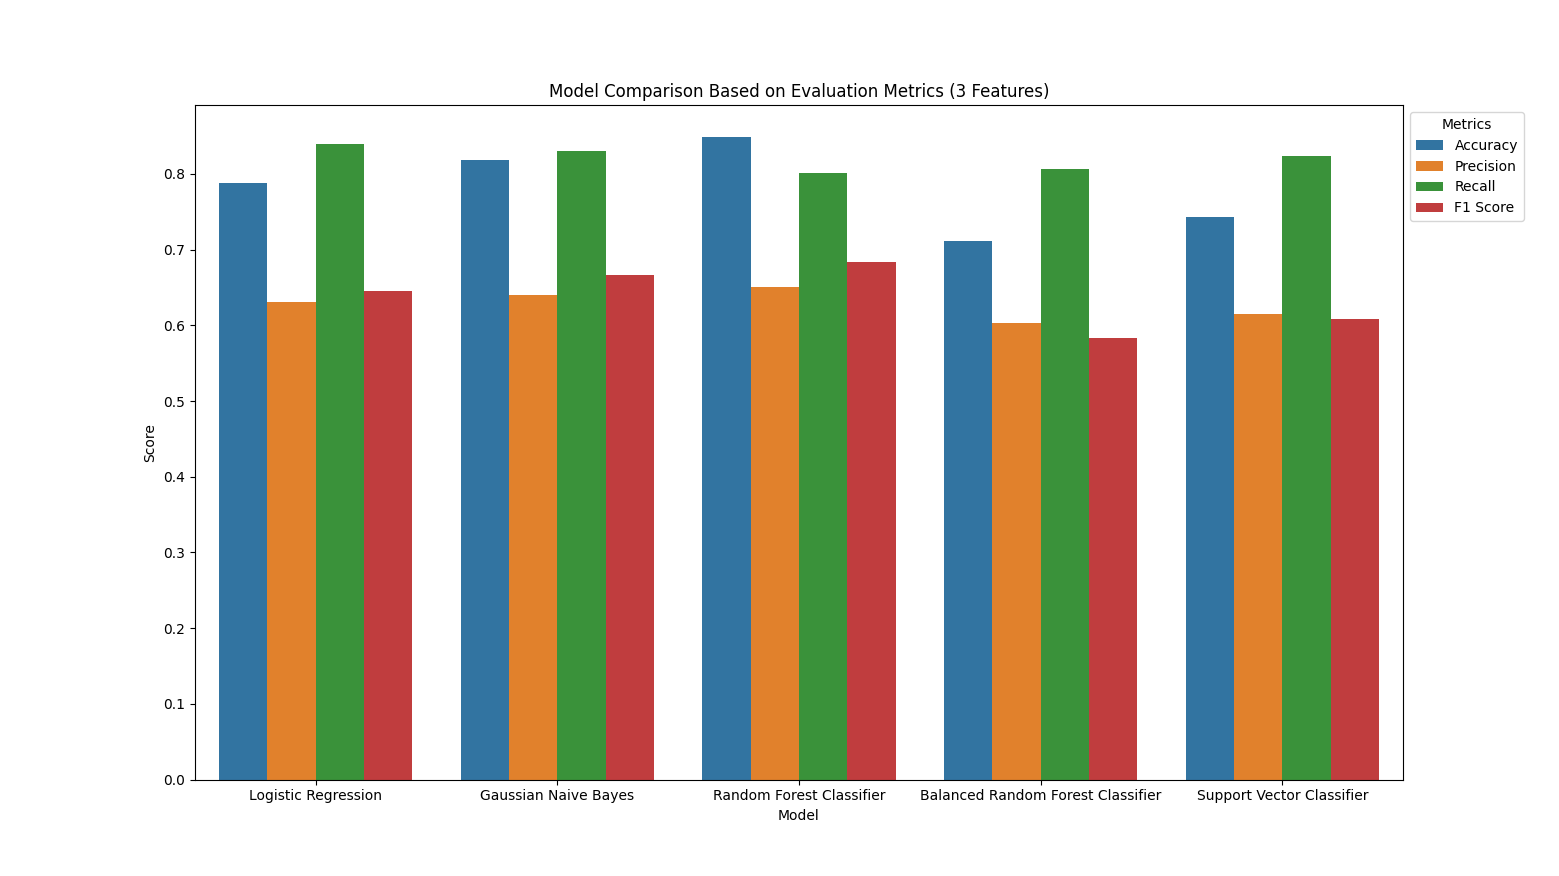 Model Comparison Based on Evaluation Metrics (3 Features)
Metrics
Accuracy
Precision
Recall
F1 Score
Score
0.8
0.7
0.6
0.5
0.4
0.3
0.2
0.1
0.0
Logistic Regression
Gaussian Naive Bayes
Random Forest Classifier
Balanced Random Forest Classifier
Support Vector Classifier
Model